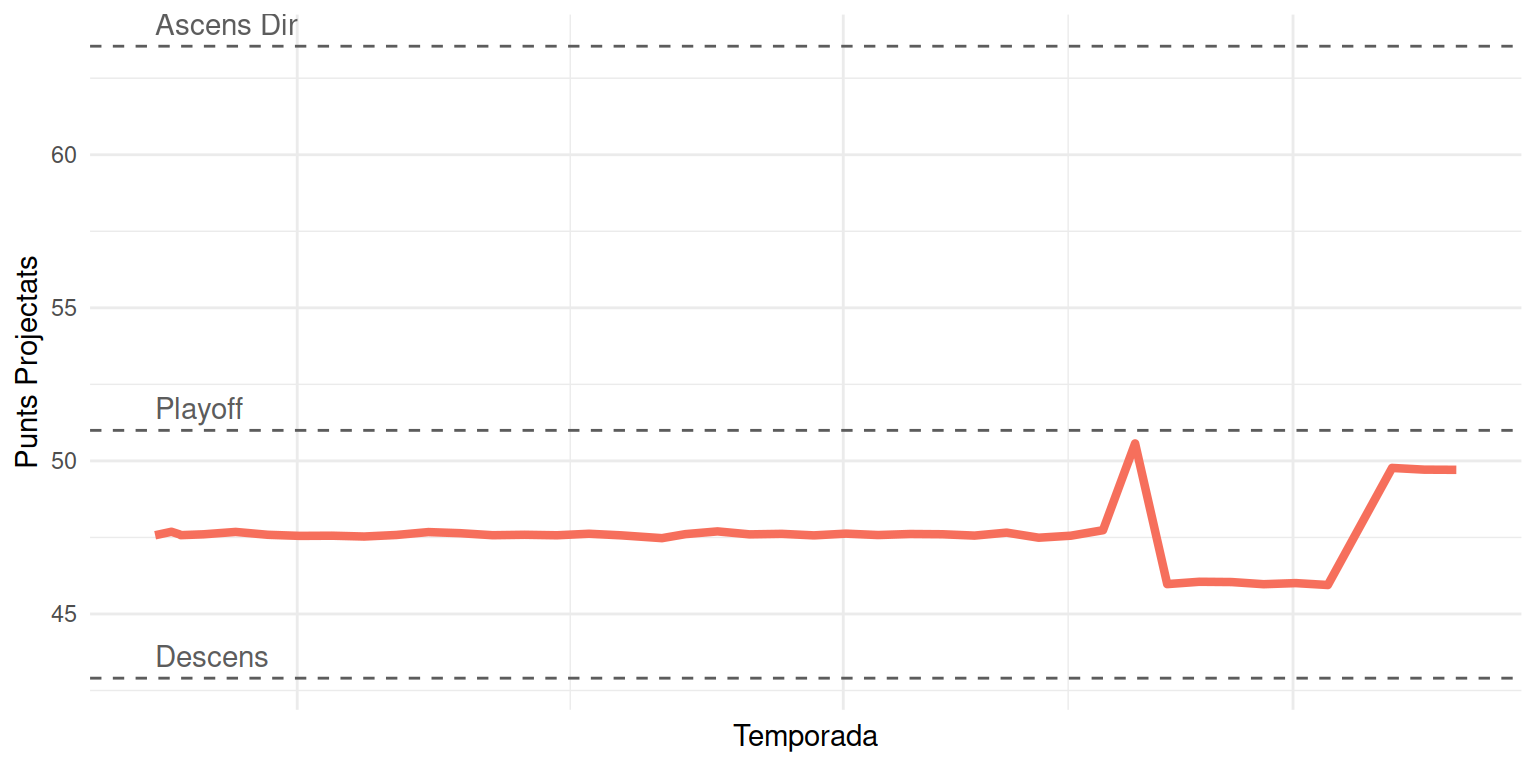 Ascens Dir
60
55
Playoff
50
45
Descens
Punts Projectats
Temporada